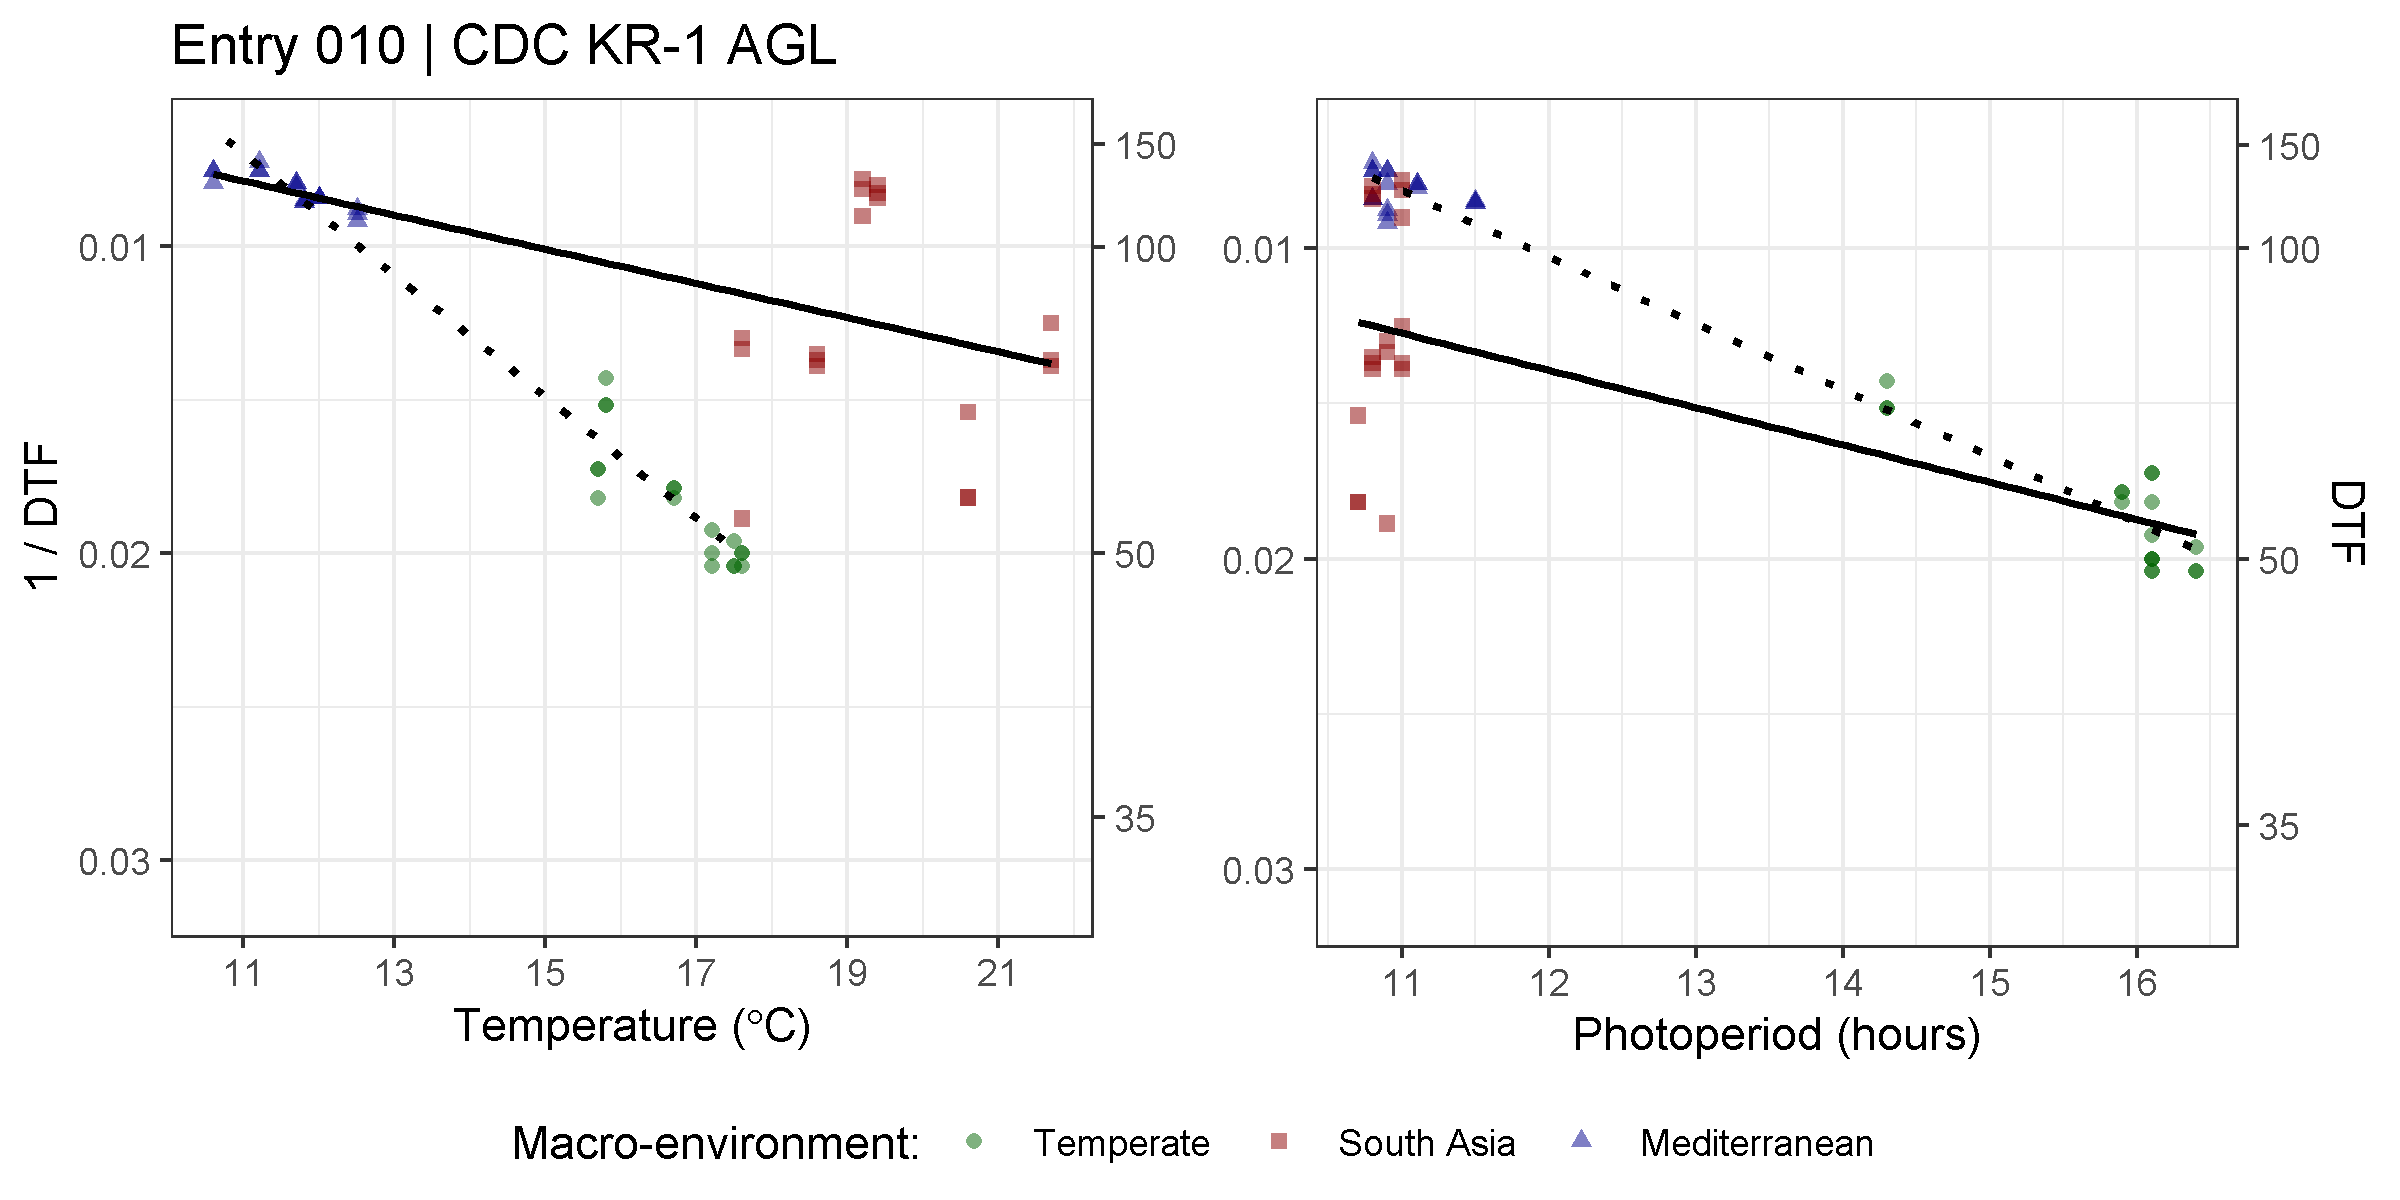 Entry 010 | CDC KR-1 AGL
1 / DTF
0.01
0.02
0.03
150
100
50
35
11 13 15 17 19 21
Temperature (°C)
0.01
0.02
0.03
150
100
50
35
DTF
11 12 13 14 15 16
Photoperiod (hours)
Macro-environment: Temperate South Asia Mediterranean